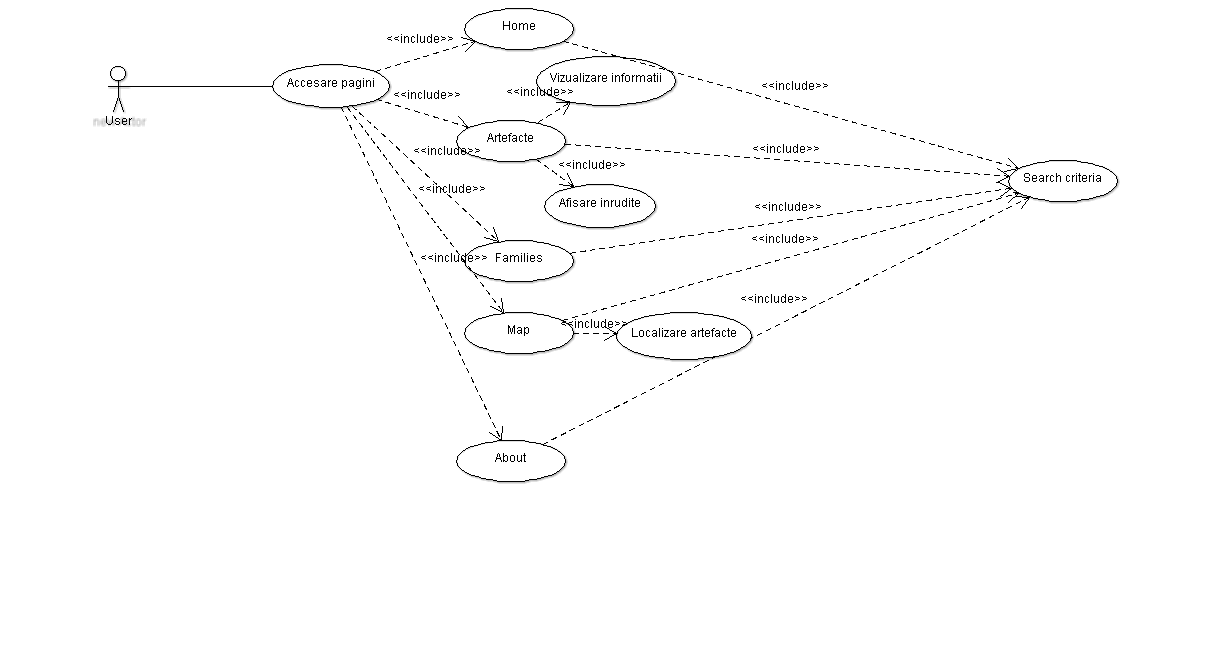 Home
<<include>>
Vizualizare informatii
Accesare pagini
<<include>>
<<include>>
<<include>>
User
Artefacte
<<include>>
<<include>>
<<include>>
Search criteria
<<include>>
Afisare inrudite
<<include>>
<<include>>
Families
<<include>>
<<include>>
Map
<<include>>
Localizare artefacte
About